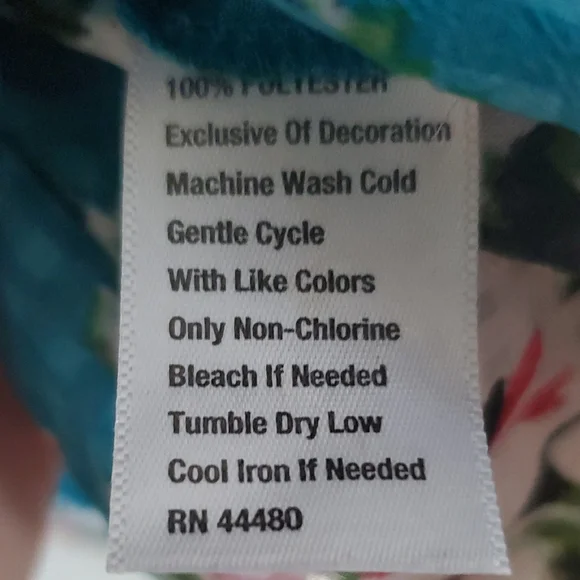 100% POLYESTER
Exclusive Of Decoration
Machine Wash Cold
Gentle Cycle
With Like Colors
Only Non-Chlorine
Bleach If Needed
Tumble Dry Low
Cool Iron If Needed
RN 44480